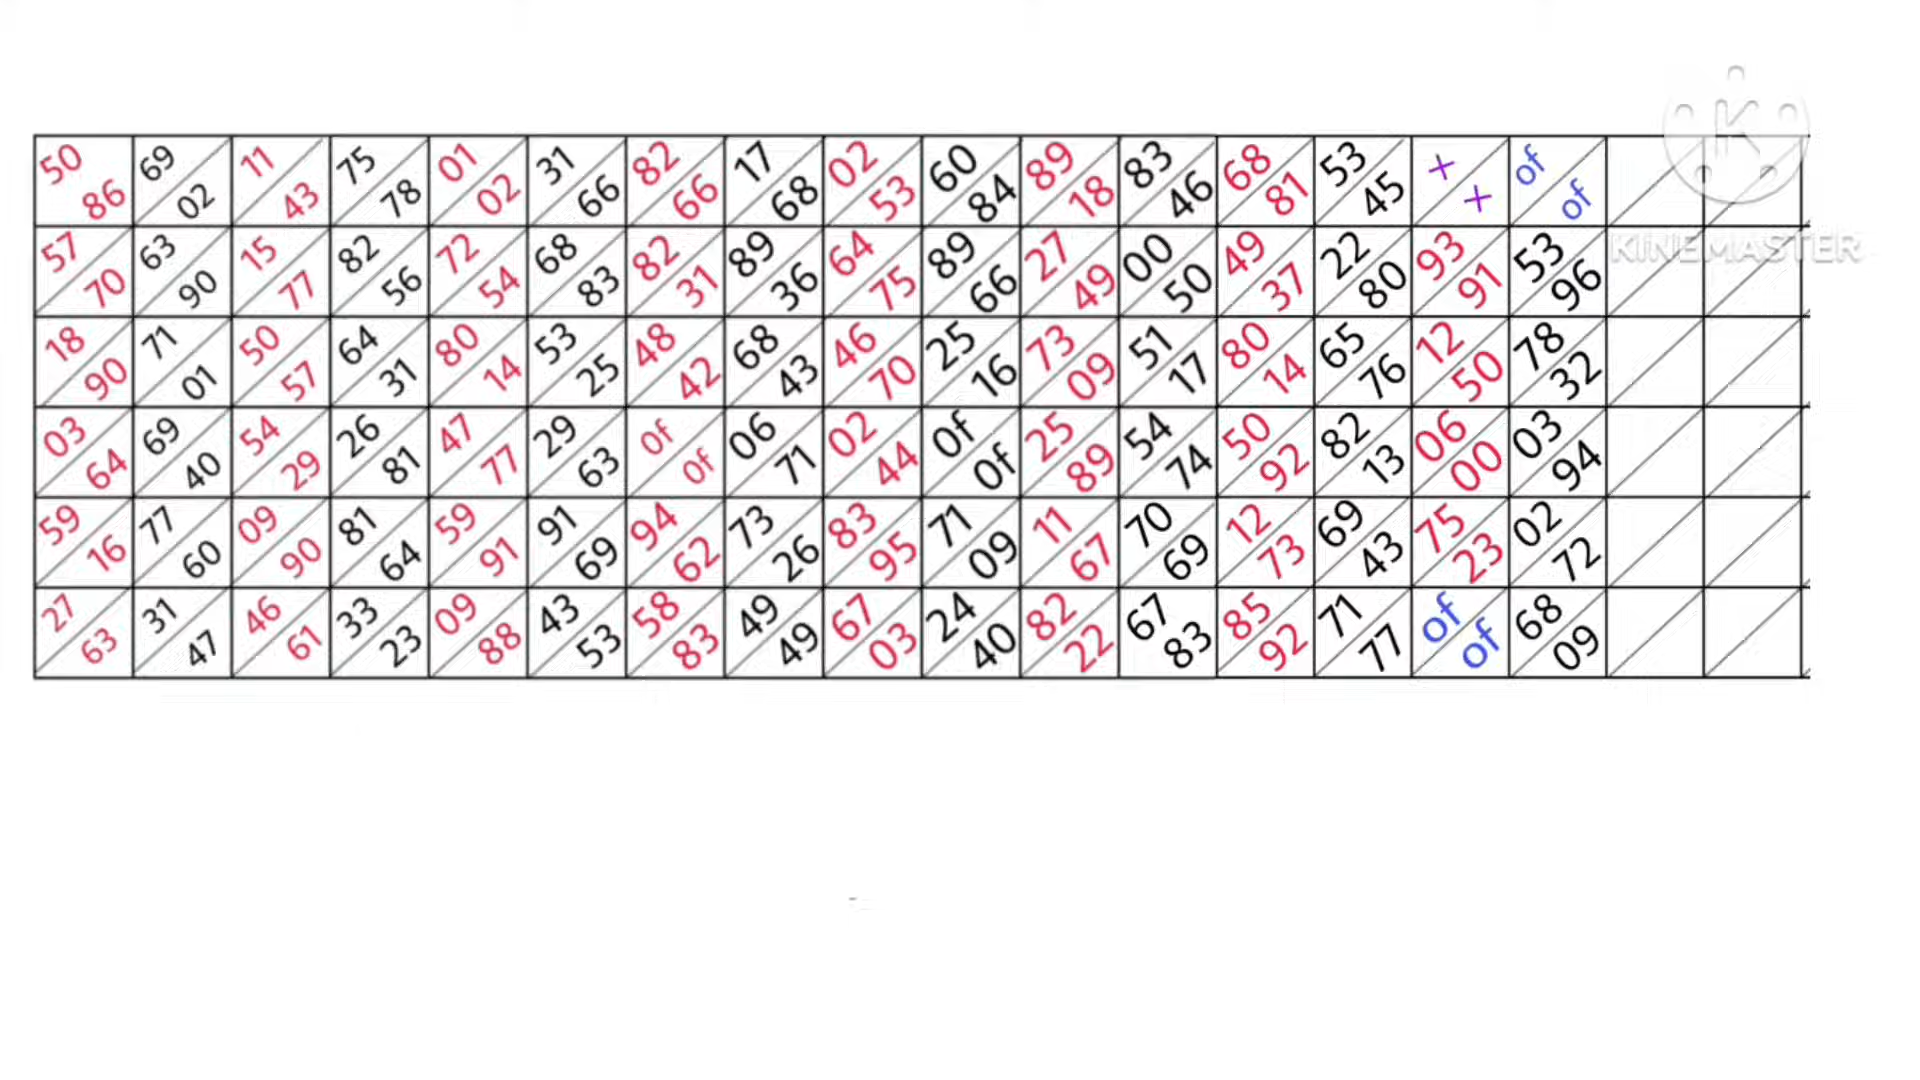 50 86 69 02 11 43 75 78 01 02 31 66 82 66 17 68 02 53 60 84 89 18 83 46 68 81 53 45 + + of of
57 70 63 90 15 77 82 56 72 54 68 83 82 31 89 36 64 75 89 66 27 49 00 50 49 37 22 80 93 91 53 96
18 90 71 01 50 57 64 31 80 14 53 25 48 42 68 43 46 70 25 16 73 09 51 17 80 14 65 76 12 50 78 32
03 64 69 40 54 29 26 81 47 77 29 63 0f 0f 06 71 02 44 0f 0f 25 89 54 74 50 92 82 13 06 00 03 94
59 16 77 60 09 90 81 64 59 91 91 69 94 62 73 26 83 95 71 09 11 67 70 69 12 73 69 43 75 23 02 72
27 63 31 47 46 61 33 23 09 88 43 53 58 83 49 49 67 03 24 40 82 22 67 83 85 92 71 77 of of 68 09
K
KINEMASTER